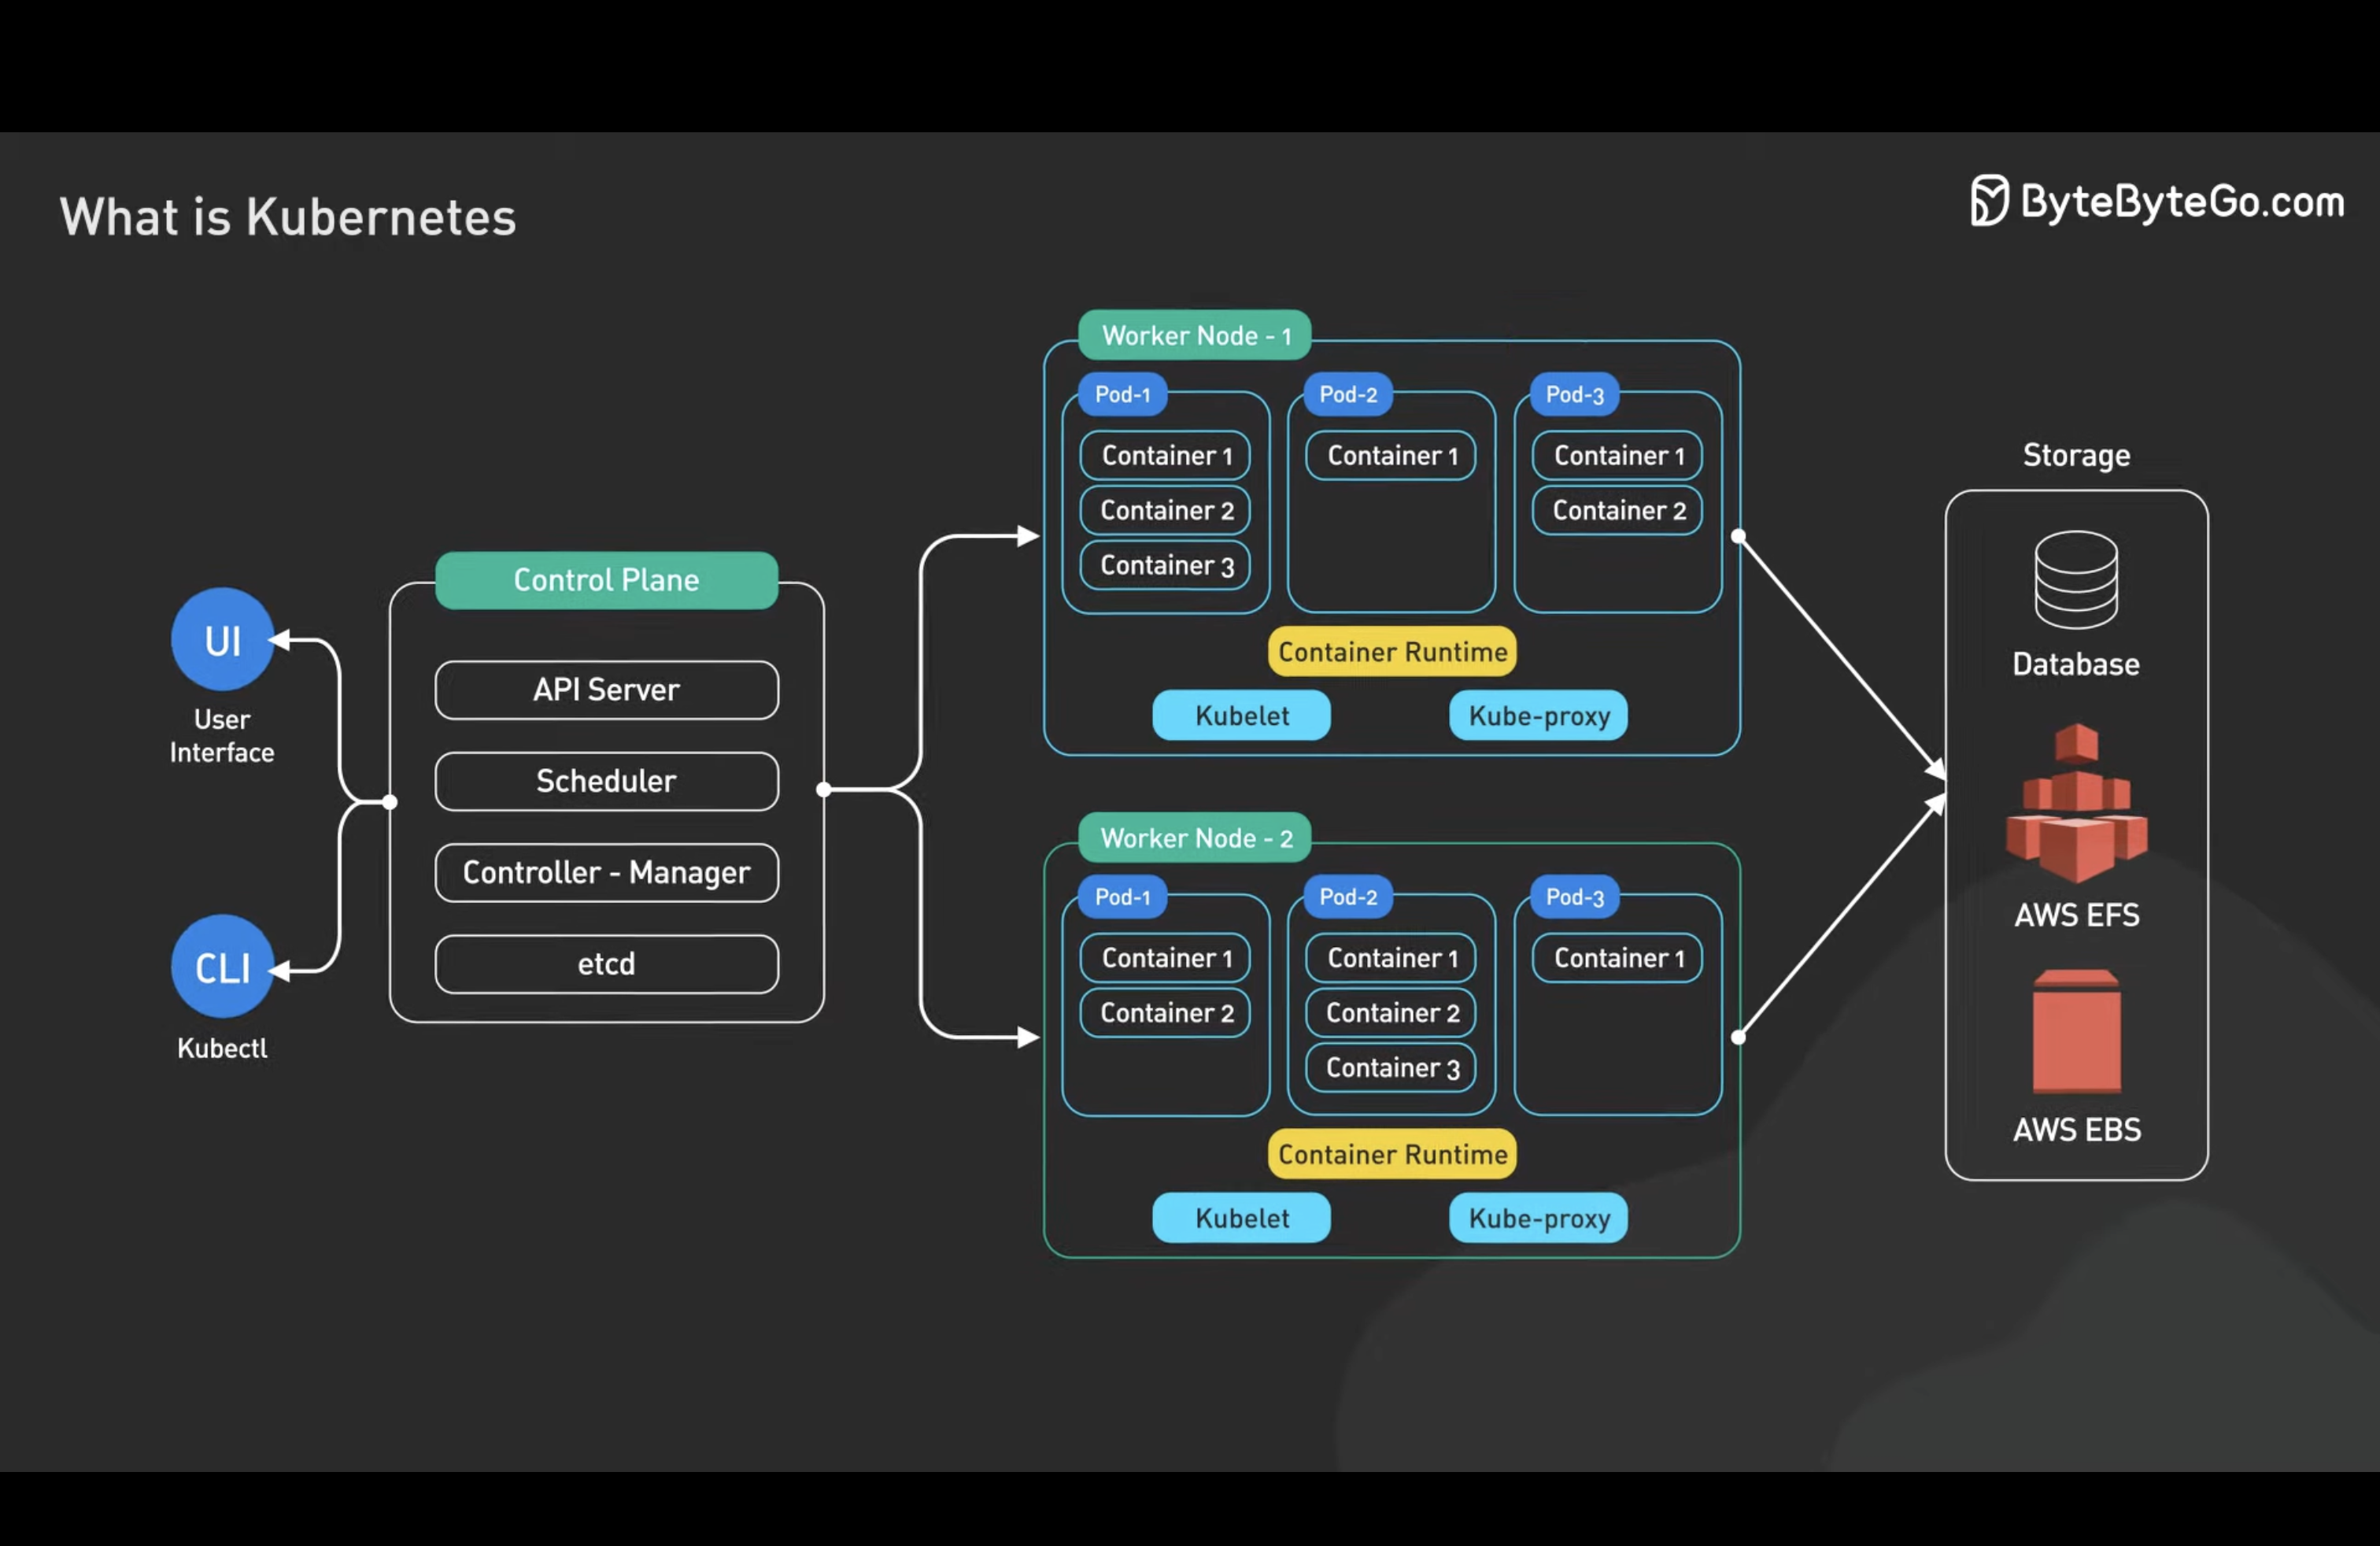 What is Kubernetes
ByteByteGo.com
UI
User
Interface
CLI
Kubectl
Control Plane
API Server
Scheduler
Controller - Manager
etcd
Worker Node - 1
Pod-1
Container 1
Container 2
Container 3
Pod-2
Container 1
Pod-3
Container 1
Container 2
Container Runtime
Kubelet
Kube-proxy
Worker Node - 2
Pod-1
Container 1
Container 2
Pod-2
Container 1
Container 2
Container 3
Pod-3
Container 1
Container Runtime
Kubelet
Kube-proxy
Storage
Database
AWS EFS
AWS EBS